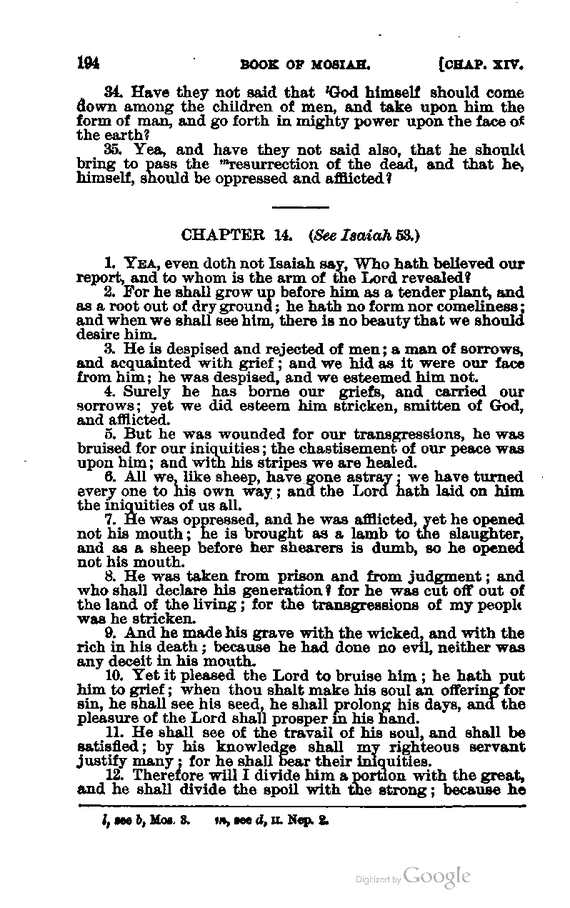 194 BOOK OF MOSIAH. [CHAP. XIV.
34. Have they not said that ˡGod himself should come
down among the children of men, and take upon him the
form of man, and go forth in mighty power upon the face of
the earth?
35. Yea, and have they not said also, that he should
bring to pass the ᵐresurrection of the dead, and that he,
himself, should be oppressed and afflicted?
CHAPTER 14. (See Isaiah 53.)
1. YEA, even doth not Isaiah say, Who hath believed our
report, and to whom is the arm of the Lord revealed?
2. For he shall grow up before him as a tender plant, and
as a root out of dry ground; he hath no form nor comeliness;
and when we shall see him, there is no beauty that we should
desire him.
3. He is despised and rejected of men; a man of sorrows,
and acquainted with grief; and we hid as it were our face
from him; he was despised, and we esteemed him not.
4. Surely he has borne our griefs, and carried our
sorrows; yet we did esteem him stricken, smitten of God,
and afflicted.
5. But he was wounded for our transgressions, he was
bruised for our iniquities; the chastisement of our peace was
upon him; and with his stripes we are healed.
6. All we, like sheep, have gone astray; we have turned
every one to his own way; and the Lord hath laid on him
the iniquities of us all.
7. He was oppressed, and he was afflicted, yet he opened
not his mouth; he is brought as a lamb to the slaughter,
and as a sheep before her shearers is dumb, so he opened
not his mouth.
8. He was taken from prison and from judgment; and
who shall declare his generation? for he was cut off out of
the land of the living; for the transgressions of my people
was he stricken.
9. And he made his grave with the wicked, and with the
rich in his death; because he had done no evil, neither was
any deceit in his mouth.
10. Yet it pleased the Lord to bruise him; he hath put
him to grief; when thou shalt make his soul an offering for
sin, he shall see his seed, he shall prolong his days, and the
pleasure of the Lord shall prosper in his hand.
11. He shall see of the travail of his soul, and shall be
satisfied; by his knowledge shall my righteous servant
justify many; for he shall bear their iniquities.
12. Therefore will I divide him a portion with the great,
and he shall divide the spoil with the strong; because he
l, see b, Mos. 3. m, see d, II. Nep. 2.
Digitized by Google